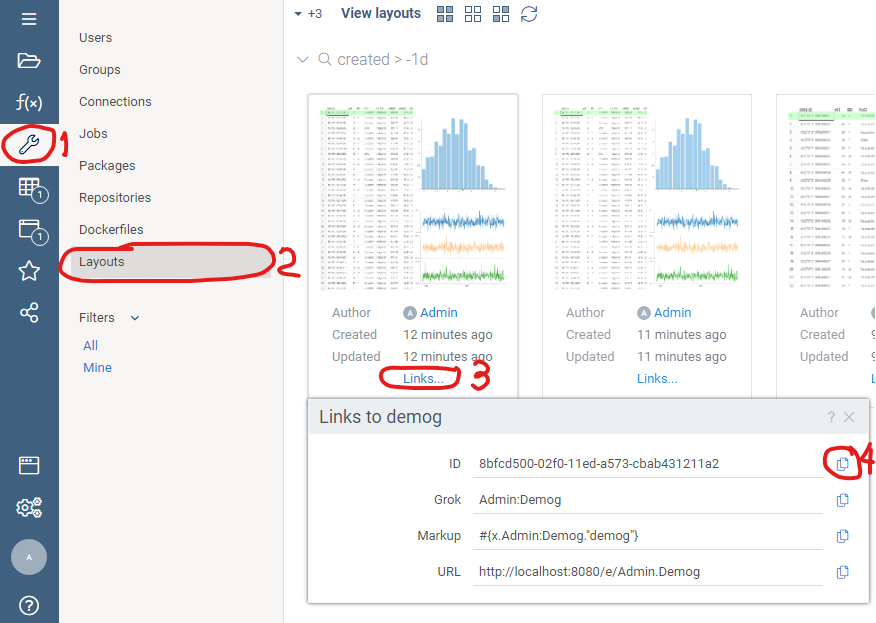 +3 View layouts
created > -1d
f(x)
1
1
1
A
Users
Groups
Connections
Jobs
Packages
Repositories
Dockerfiles
Layouts
2
Filters
All
Mine
Author A Admin
Created 12 minutes ago
Updated 12 minutes ago
Links...
3
Author A Admin
Created 11 minutes ago
Updated 11 minutes ago
Links...
Author
Created 9
Updated 9
L
Links to demog ?
ID 8bfcd500-02f0-11ed-a573-cbab431211a2
4
Grok Admin:Demog
Markup #{x.Admin:Demog."demog"}
URL http://localhost:8080/e/Admin.Demog
?